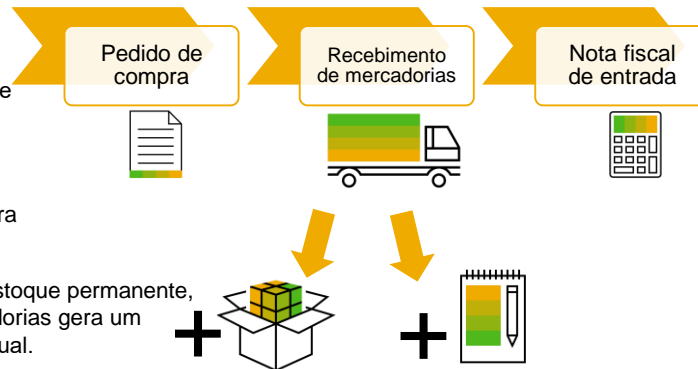 Pedido de
compra
Recebimento
de mercadorias
Nota fiscal
de entrada
e
ra
stoque permanente,
dorias gera um
ual.